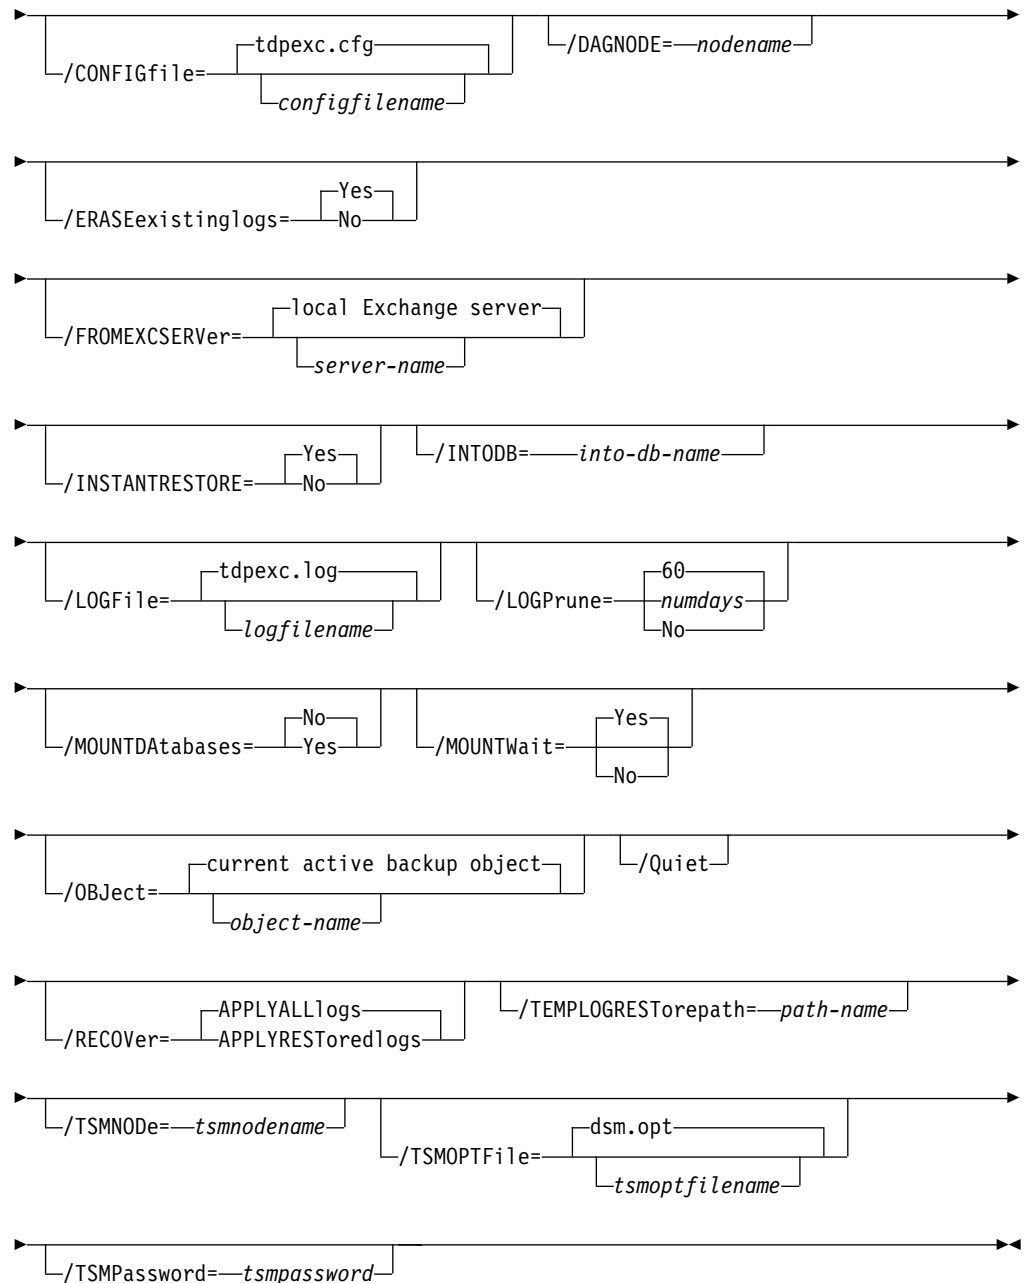 tdpexc.cfg
/CONFIGfile=
configfilename
/DAGNODE= nodename
/ERASEexistinglogs=
Yes
No
/FROMEXCSERVer=
local Exchange server
server-name
/INSTANTRESTORE=
Yes
No
/INTODB= into-db-name
/LOGFile=
tdpexc.log
logfilename
/LOGPrune=
60
numdays
No
/MOUNTDAtabases=
No
Yes
/MOUNTWait=
Yes
No
/OBJect=
current active backup object
object-name
/Quiet
/RECOVer=
APPLYALLlogs
APPLYRESToredlogs
/TEMPLOGRESTorepath= path-name
/TSMNODe= tsmnodename
/TSMOPTFile=
dsm.opt
tsmoptfilename
/TSMPassword= tsmpassword